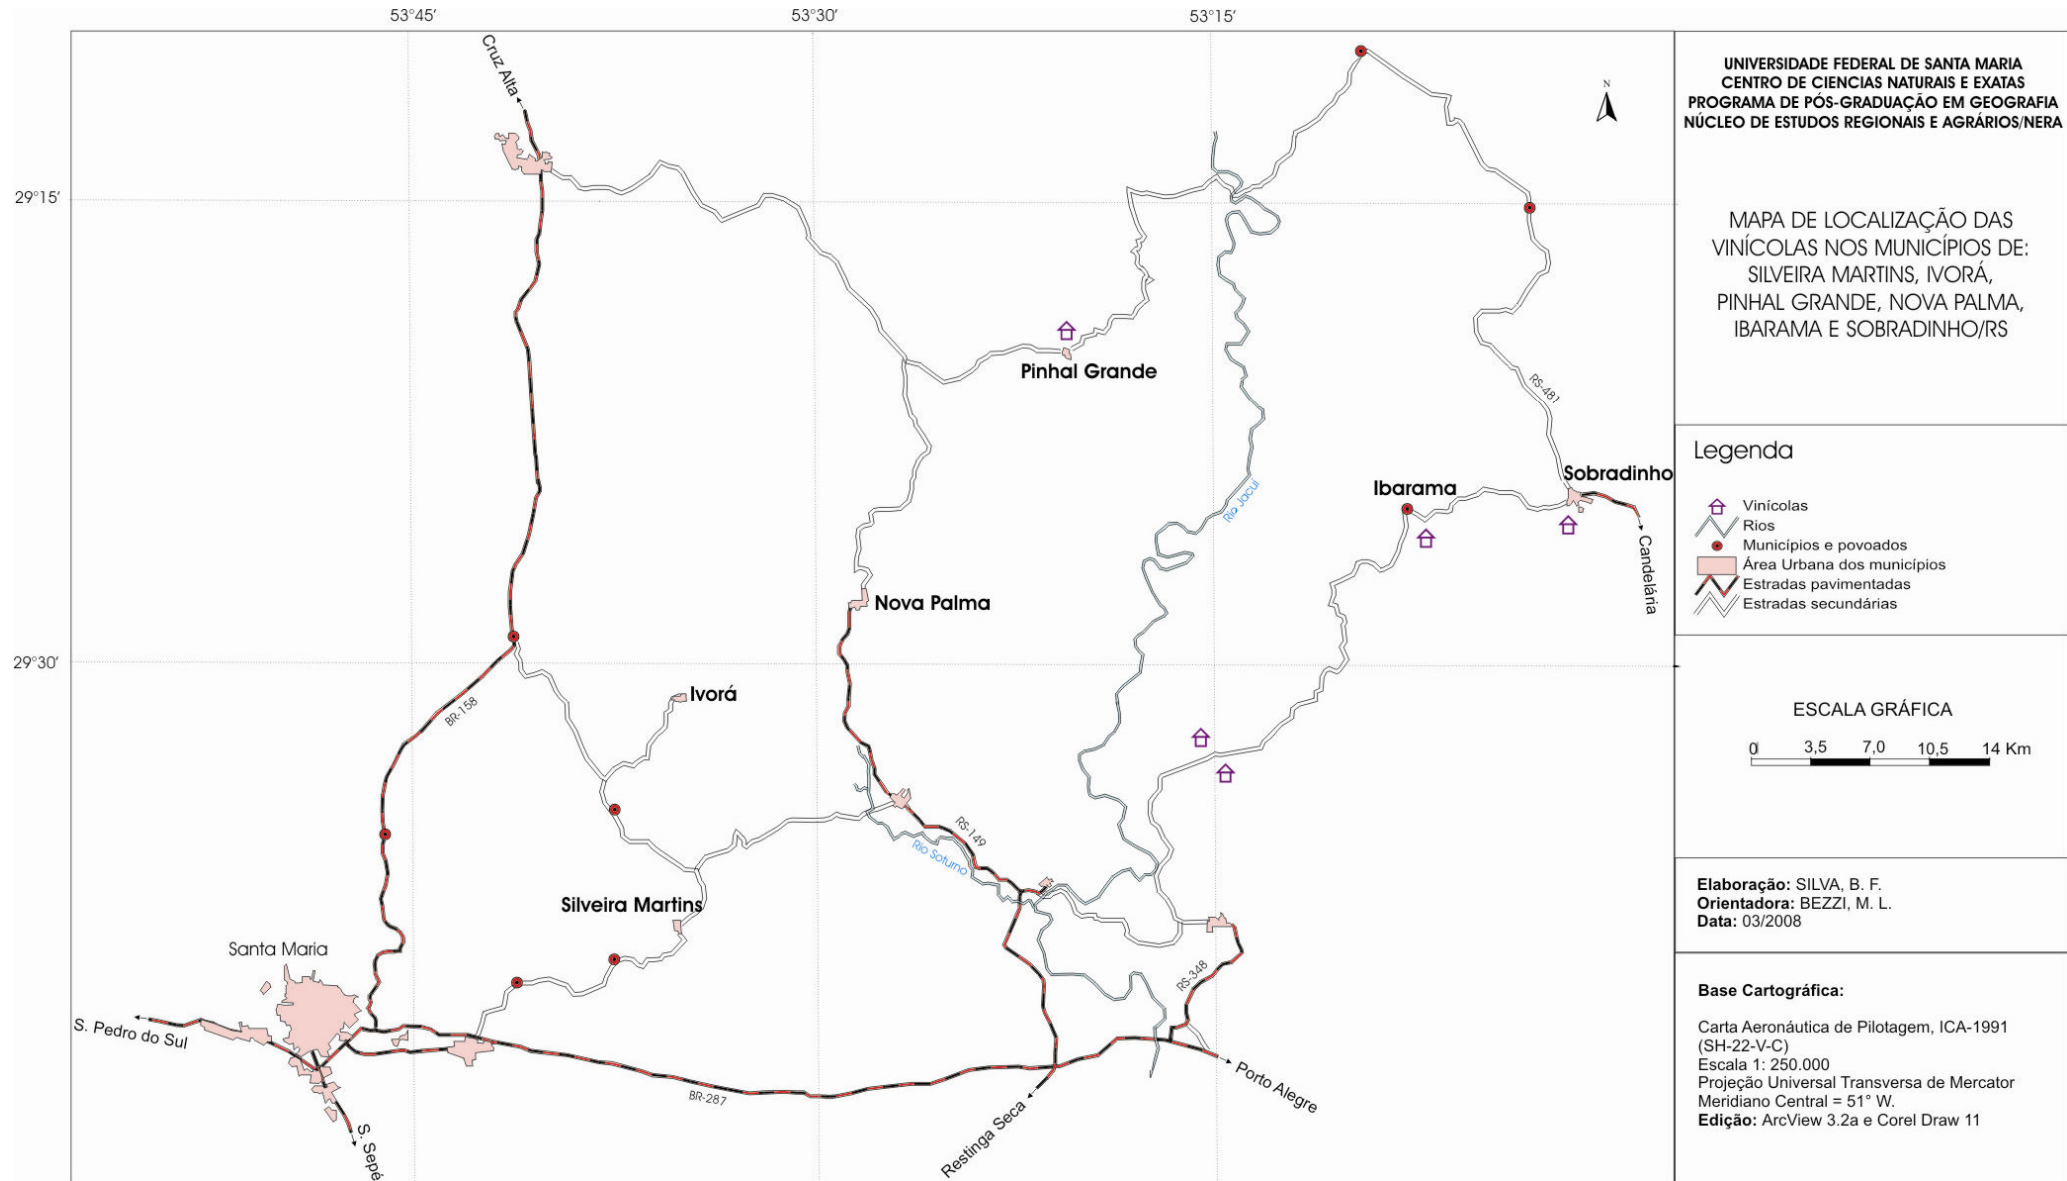 53°45'
53°30'
53°15'
29°15'
29°30'
Cruz Alta
N
Pinhal Grande
RS-481
Sobradinho
Ibarama
Rio Jacuí
Candelária
Nova Palma
Ivorá
BR-158
RS-149
Rio Soturno
Silveira Martins
Santa Maria
RS-348
S. Pedro do Sul
BR-287
Porto Alegre
Restinga Seca
S. Sepé
UNIVERSIDADE FEDERAL DE SANTA MARIA
CENTRO DE CIENCIAS NATURAIS E EXATAS
PROGRAMA DE PÓS-GRADUAÇÃO EM GEOGRAFIA
NÚCLEO DE ESTUDOS REGIONAIS E AGRÁRIOS/NERA
MAPA DE LOCALIZAÇÃO DAS
VINÍCOLAS NOS MUNICÍPIOS DE:
SILVEIRA MARTINS, IVORÁ,
PINHAL GRANDE, NOVA PALMA,
IBARAMA E SOBRADINHO/RS
Legenda
Vinícolas
Rios
Municípios e povoados
Área Urbana dos municípios
Estradas pavimentadas
Estradas secundárias
ESCALA GRÁFICA
0 3,5 7,0 10,5 14 Km
Elaboração: SILVA, B. F.
Orientadora: BEZZI, M. L.
Data: 03/2008
Base Cartográfica:
Carta Aeronáutica de Pilotagem, ICA-1991
(SH-22-V-C)
Escala 1: 250.000
Projeção Universal Transversa de Mercator
Meridiano Central = 51° W.
Edição: ArcView 3.2a e Corel Draw 11